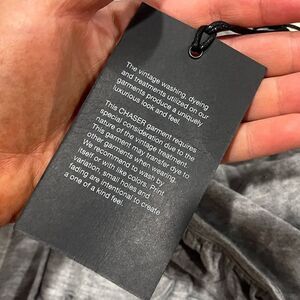 The vintage washing, dyeing
and treatments utilized on our
garments produce a uniquely
luxurious look and feel.
This CHASER garment requires
special consideration due to the
nature of the vintage treatment.
This garment may transfer dye to
other garments when wearing.
We recommend to wash by
itself or with like colors. Print
variation, small holes and
fading are intentional to create
a one of a kind feel.